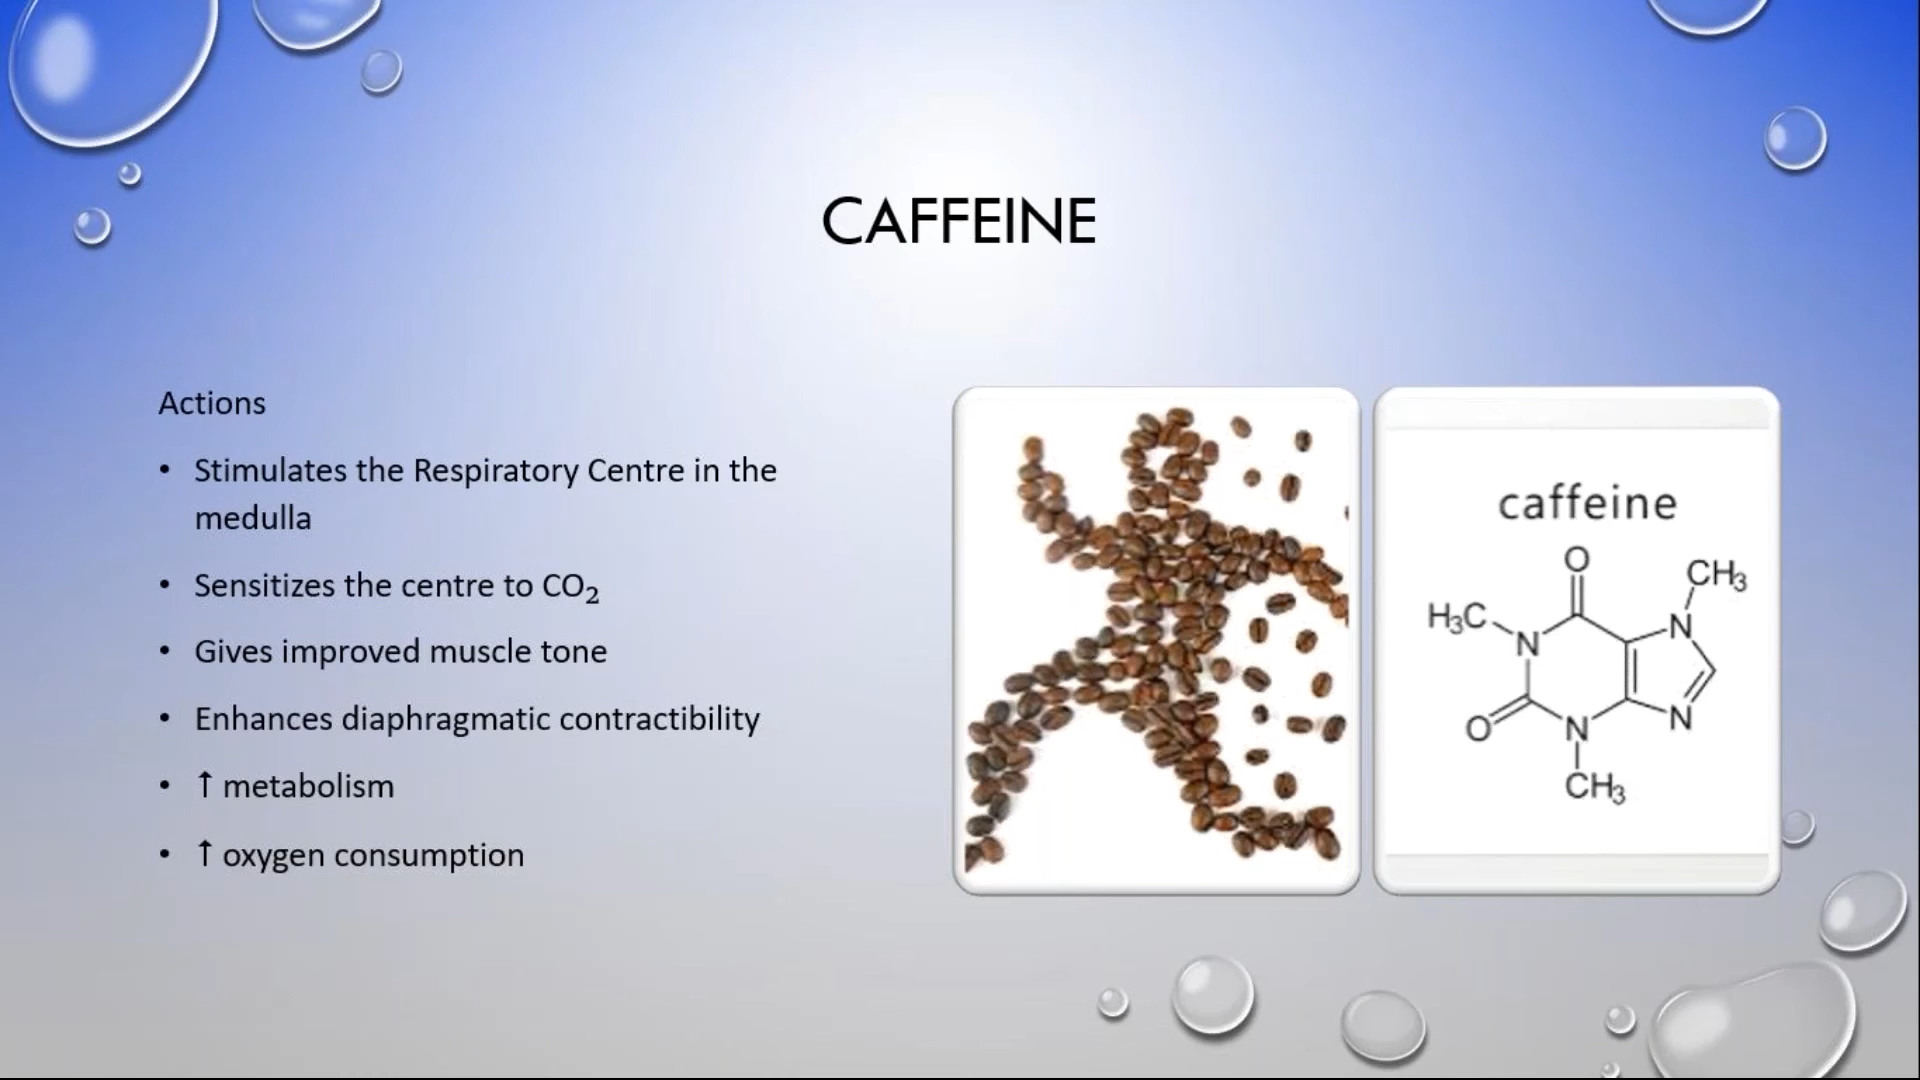 CAFFEINE
Actions
• Stimulates the Respiratory Centre in the
medulla
• Sensitizes the centre to CO₂
• Gives improved muscle tone
• Enhances diaphragmatic contractibility
• ↑ metabolism
• ↑ oxygen consumption
caffeine
O
CH₃
H₃C
N
N
O
N
N
CH₃